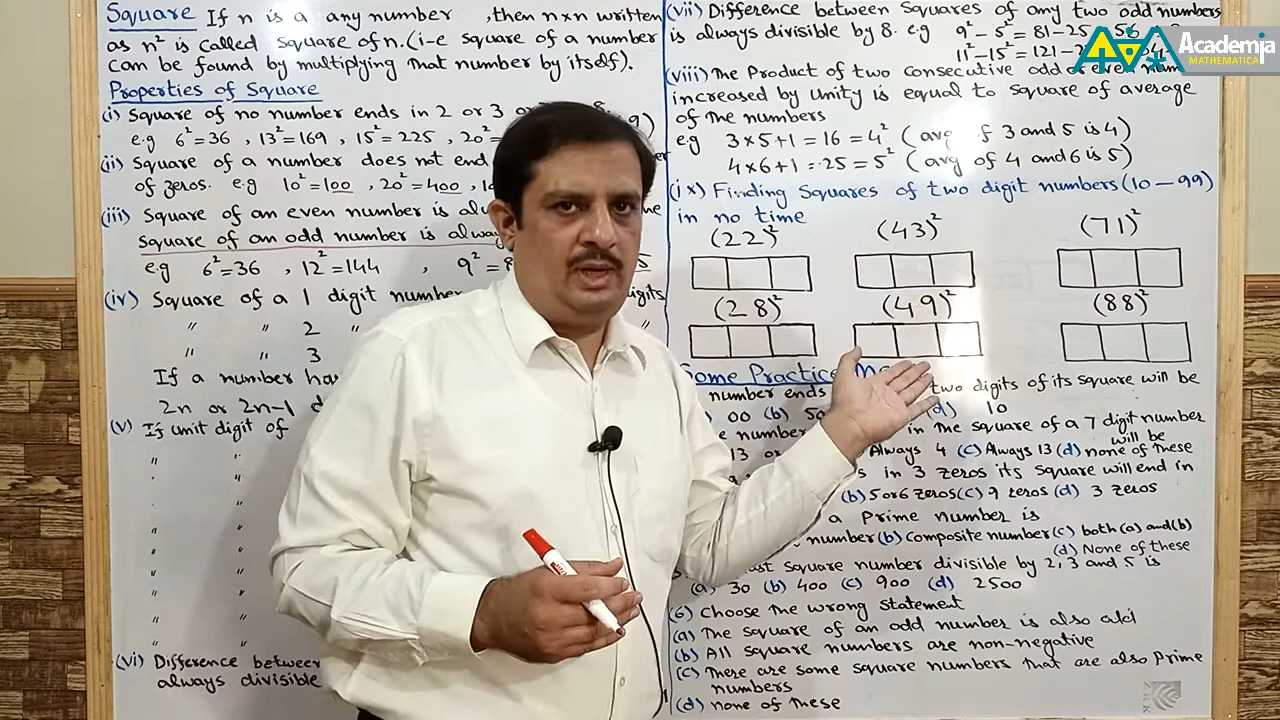 Square If n is a any number , then n×n written
as n² is called square of n. (i-e square of a number
can be found by multiplying that number by itself).
Properties of Square
(i) Square of no number ends in 2 or 3 or
e.g 6²=36 , 13²=169 , 15²=225 , 20²=
(ii) Square of a number does not end
of zeros. e.g 10²=100 , 20²=400 ,
(iii) Square of an even number is
Square of an odd number is
e.g 6²=36 , 12²=144 , 9²=
(iv) Square of a 1 digit number digits
" " 2 "
" " 3
If a number
2n or 2n-1
(v) If unit digit of
" "
" "
" "
" "
" "
" "
" "
(vi) Difference between
always divisible
(vii) Difference between squares of any two odd numbers
is always divisible by 8. e.g 9²-5²=81-25 56
11²-15²=121-2
(viii) The Product of two consecutive odd or even
increased by unity is equal to square of average
of the numbers
eg 3×5+1=16=4² (avg of 3 and 5 is 4)
4×6+1=25=5² (avg of 4 and 6 is 5)
(ix) Finding Squares of two digit numbers (10-99)
in no time
(22)² (43)² (71)²
(28)² (49)² (88)²
Some Practice
number ends two digits of its square will be
00 (b) (d) 10
number in the square of a 7 digit number
will be
13 or Always 4 (c) Always 13 (d) none of these
in 3 zeros its square will end in
(b) 5 or 6 zeros (c) 9 zeros (d) 3 zeros
a Prime number is
number (b) composite number (c) both (a) and (b)
(d) None of these
square number divisible by 2, 3 and 5 is
(a) 30 (b) 400 (c) 900 (d) 2500
(6) Choose the wrong statement
(a) The square of an odd number is also odd
(b) All square numbers are non-negative
(c) There are some square numbers that are also Prime
numbers
(d) none of these
Academia
MATHEMATICA